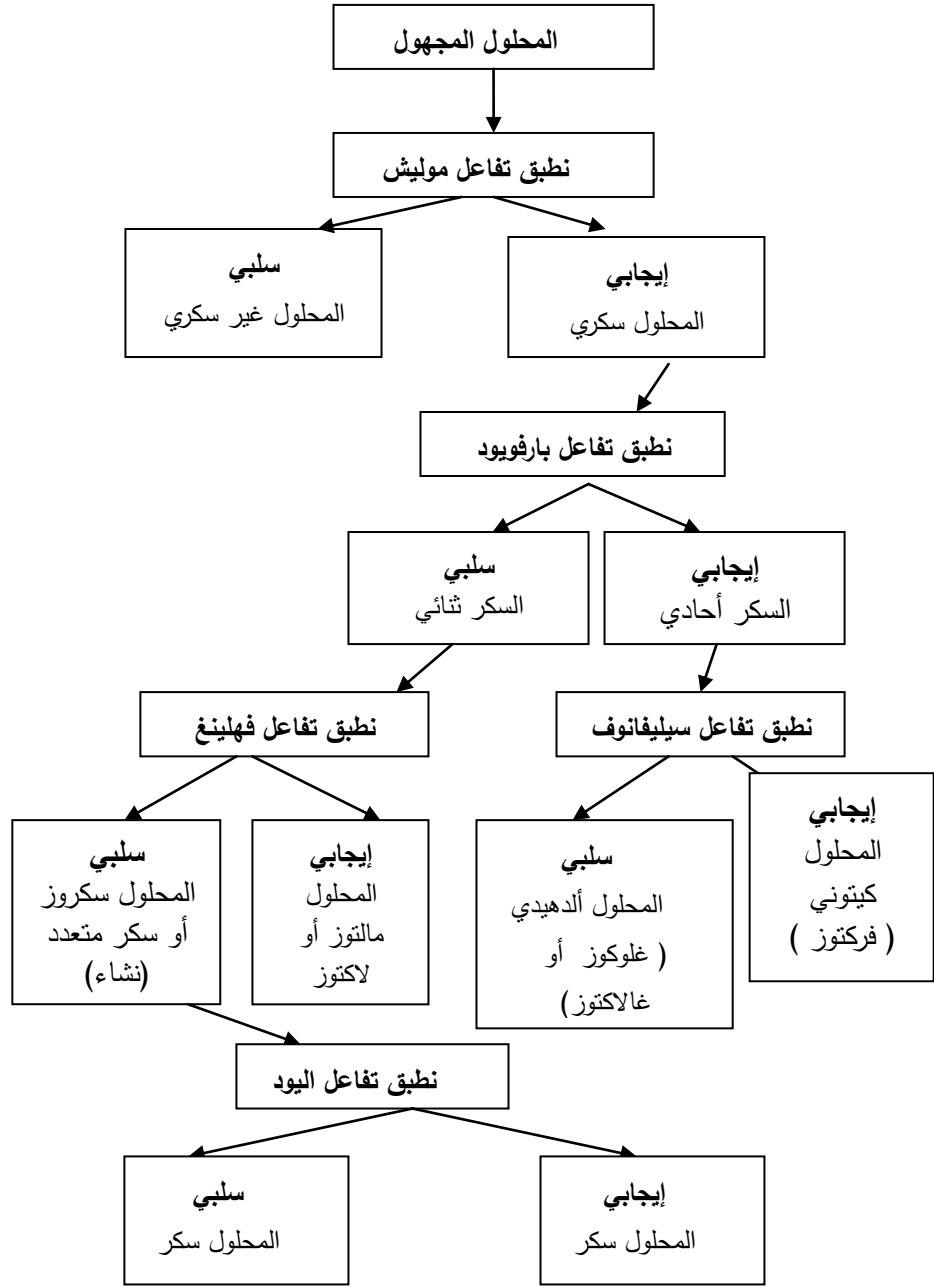 المحلول المجهول
نطبق تفاعل موليش
إيجابي
المحلول سكري
سلبي
المحلول غير سكري
نطبق تفاعل بارفويود
إيجابي
السكر أحادي
سلبي
السكر ثنائي
نطبق تفاعل سيليفانوف
نطبق تفاعل فهلينغ
إيجابي
المحلول
كيتوني
( فركتوز )
سلبي
المحلول ألدهيدي
( غلوكوز أو
غالاكتوز)
إيجابي
المحلول
مالتوز أو
لاكتوز
سلبي
المحلول سكروز
أو سكر متعدد
(نشاء)
نطبق تفاعل اليود
إيجابي
المحلول سكر
سلبي
المحلول سكر